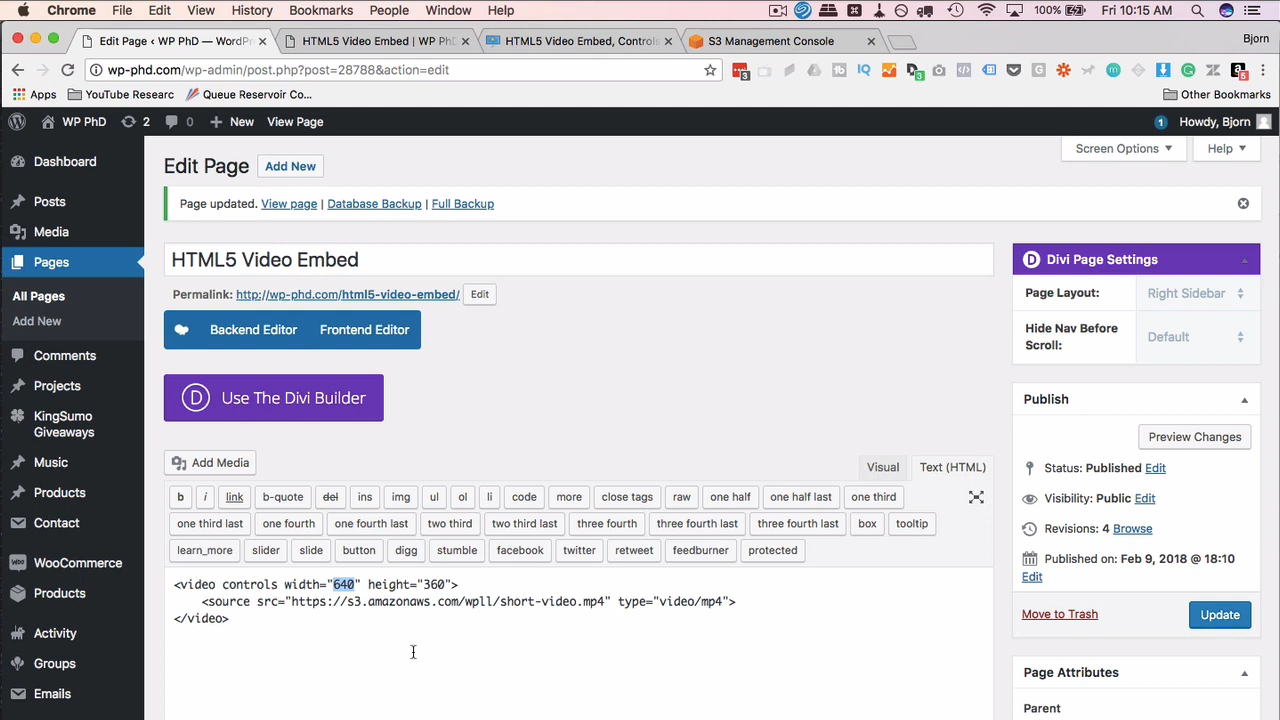 Chrome File Edit View History Bookmarks People Window Help 100% Fri 10:15 AM
Edit Page ‹ WP PhD — WordPr HTML5 Video Embed | WP PhD HTML5 Video Embed, Controls S3 Management Console Bjorn
wp-phd.com/wp-admin/post.php?post=28788&action=edit
Apps YouTube Researc Queue Reservoir Co... Other Bookmarks
WP PhD 2 0 New View Page 1 Howdy, Bjorn
Dashboard
Posts
Media
Pages
All Pages
Add New
Comments
Projects
KingSumo
Giveaways
Music
Products
Contact
WooCommerce
Products
Activity
Groups
Emails
Screen Options Help
Edit Page Add New
Page updated. View page | Database Backup | Full Backup
HTML5 Video Embed
Permalink: http://wp-phd.com/html5-video-embed/ Edit
Backend Editor Frontend Editor
D Use The Divi Builder
Add Media Visual Text (HTML)
b i link b-quote del ins img ul ol li code more close tags raw one half one half last one third
one third last one fourth one fourth last two third two third last three fourth three fourth last three fourth last box tooltip
learn_more slider slide button digg stumble facebook twitter retweet feedburner protected
<video controls width="640" height="360">
<source src="https://s3.amazonaws.com/wpll/short-video.mp4" type="video/mp4">
</video>
D Divi Page Settings
Page Layout: Right Sidebar
Hide Nav Before
Scroll: Default
Publish
Preview Changes
Status: Published Edit
Visibility: Public Edit
Revisions: 4 Browse
Published on: Feb 9, 2018 @ 18:10
Edit
Move to Trash Update
Page Attributes
Parent